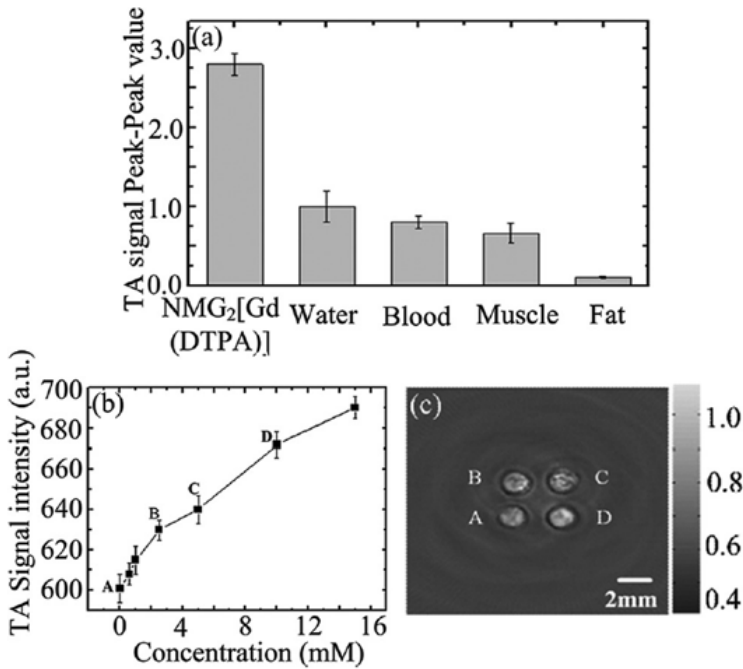 (a)
TA signal Peak-Peak value
3.0
2.0
1.0
0.0
NMG₂[Gd
(DTPA)]
Water
Blood
Muscle
Fat
(b)
TA Signal intensity (a.u.)
700
680
660
640
620
600
A
B
C
D
0 4 8 12 16
Concentration (mM)
(c)
B C
A D
2mm
1.0
0.8
0.6
0.4